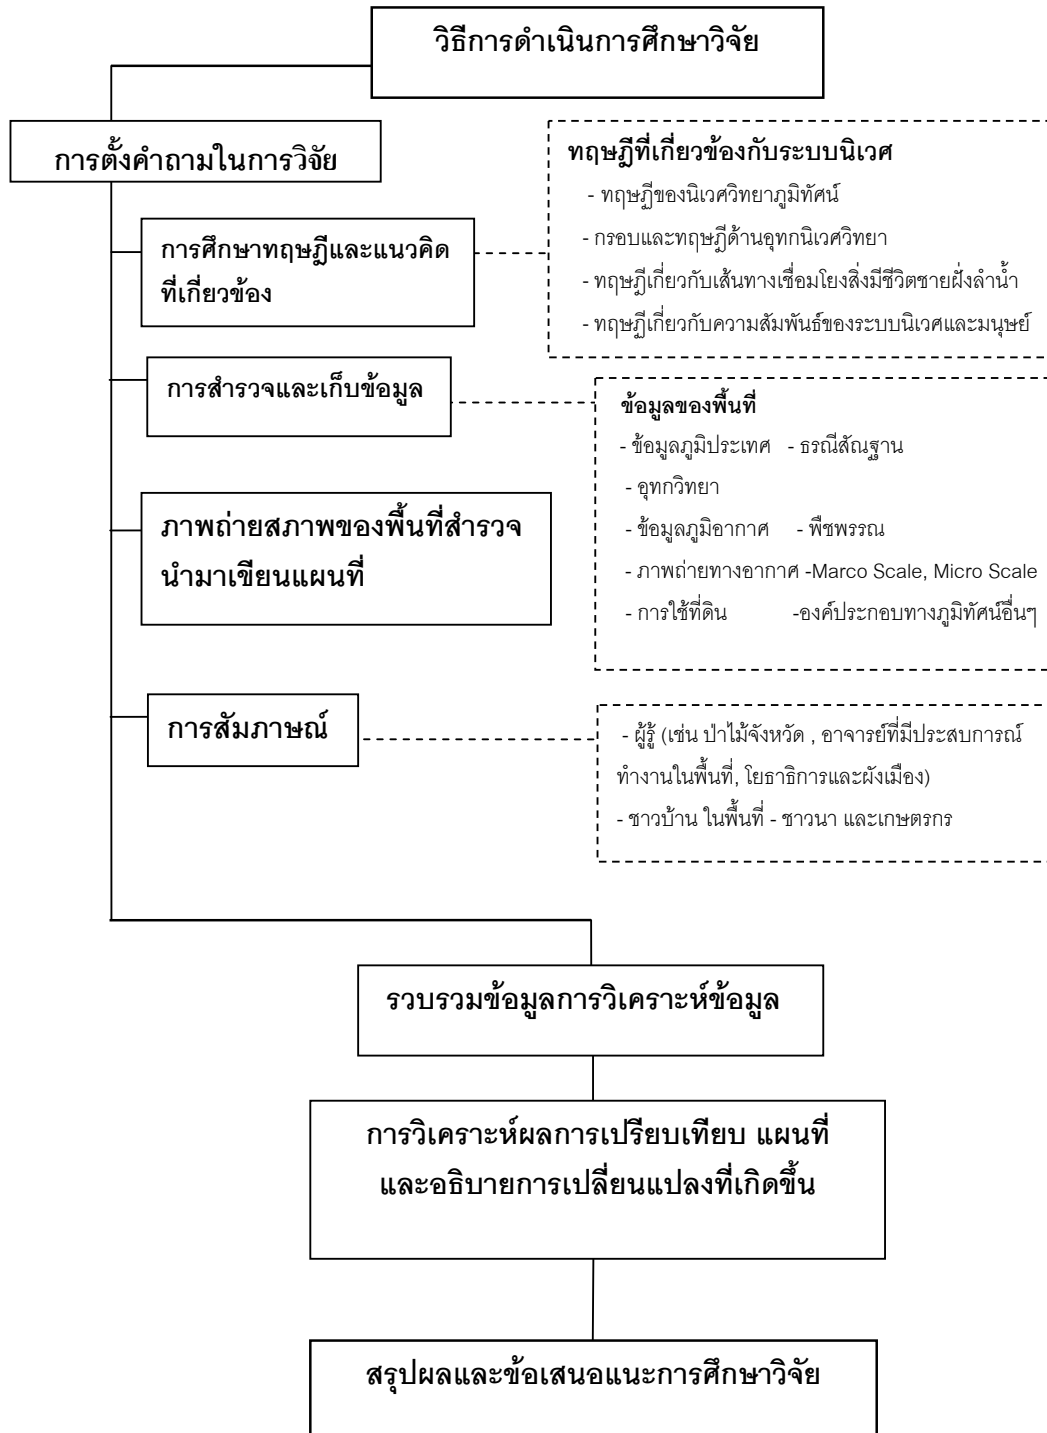 วิธีการดำเนินการศึกษาวิจัย
การตั้งคำถามในการวิจัย
การศึกษาทฤษฎีและแนวคิด
ที่เกี่ยวข้อง
ทฤษฎีที่เกี่ยวข้องกับระบบนิเวศ
- ทฤษฏีของนิเวศวิทยาภูมิทัศน์
- กรอบและทฤษฎีด้านอุทกนิเวศวิทยา
- ทฤษฎีเกี่ยวกับเส้นทางเชื่อมโยงสิ่งมีชีวิตชายฝั่งลำน้ำ
- ทฤษฏีเกี่ยวกับความสัมพันธ์ของระบบนิเวศและมนุษย์
การสำรวจและเก็บข้อมูล
ข้อมูลของพื้นที่
- ข้อมูลภูมิประเทศ - ธรณีสัณฐาน
- อุทกวิทยา
- ข้อมูลภูมิอากาศ - พืชพรรณ
- ภาพถ่ายทางอากาศ -Marco Scale, Micro Scale
- การใช้ที่ดิน -องค์ประกอบทางภูมิทัศน์อื่นๆ
ภาพถ่ายสภาพของพื้นที่สำรวจ
นำมาเขียนแผนที่
การสัมภาษณ์
- ผู้รู้ (เช่น ป่าไม้จังหวัด , อาจารย์ที่มีประสบการณ์
ทำงานในพื้นที่, โยธาธิการและผังเมือง)
- ชาวบ้าน ในพื้นที่ - ชาวนา และเกษตรกร
รวบรวมข้อมูลการวิเคราะห์ข้อมูล
การวิเคราะห์ผลการเปรียบเทียบ แผนที่
และอธิบายการเปลี่ยนแปลงที่เกิดขึ้น
สรุปผลและข้อเสนอแนะการศึกษาวิจัย